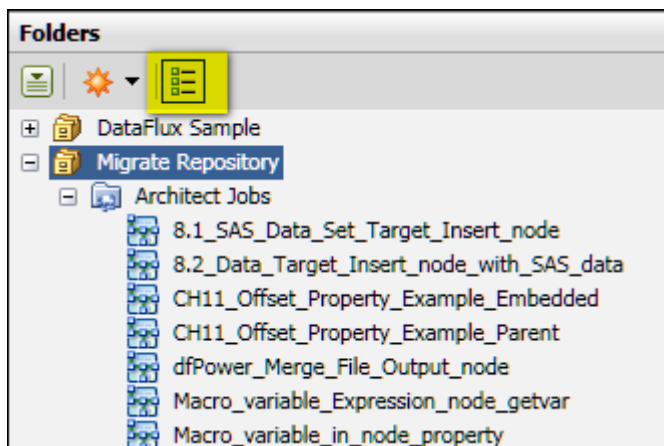 Folders
DataFlux Sample
Migrate Repository
Architect Jobs
8.1_SAS_Data_Set_Target_Insert_node
8.2_Data_Target_Insert_node_with_SAS_data
CH11_Offset_Property_Example_Embedded
CH11_Offset_Property_Example_Parent
dfPower_Merge_File_Output_node
Macro_variable_Expression_node_getvar
Macro_variable_in_node_property